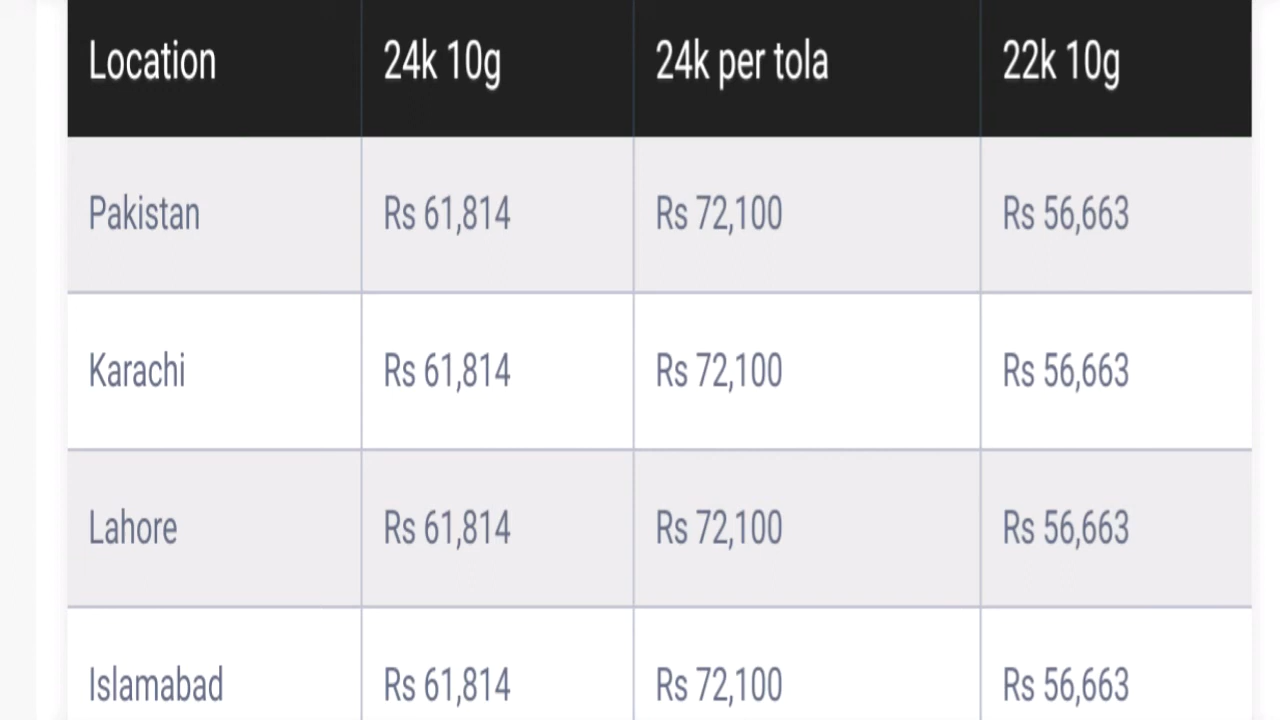 Location 24k 10g 24k per tola 22k 10g
Pakistan Rs 61,814 Rs 72,100 Rs 56,663
Karachi Rs 61,814 Rs 72,100 Rs 56,663
Lahore Rs 61,814 Rs 72,100 Rs 56,663
Islamabad Rs 61,814 Rs 72,100 Rs 56,663